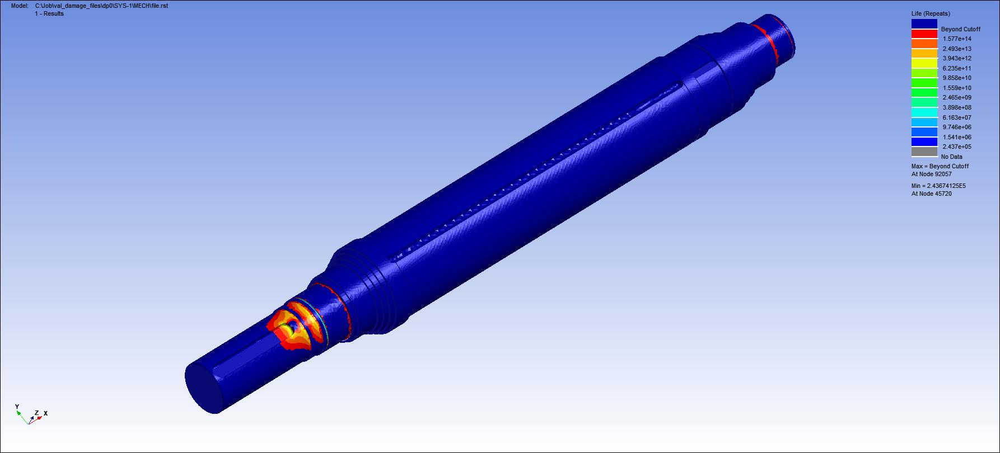 Model: C:\Job\val_damage_files\dp0\SYS-1\MECH\file.rst
1 - Results
Life (Repeats)
Beyond Cutoff
1.577e+14
2.493e+13
3.943e+12
6.235e+11
9.858e+10
1.559e+10
2.465e+09
3.898e+08
6.163e+07
9.746e+06
1.541e+06
2.437e+05
No Data
Max = Beyond Cutoff
At Node 92057
Min = 2.43674125E5
At Node 45720
Y
Z X